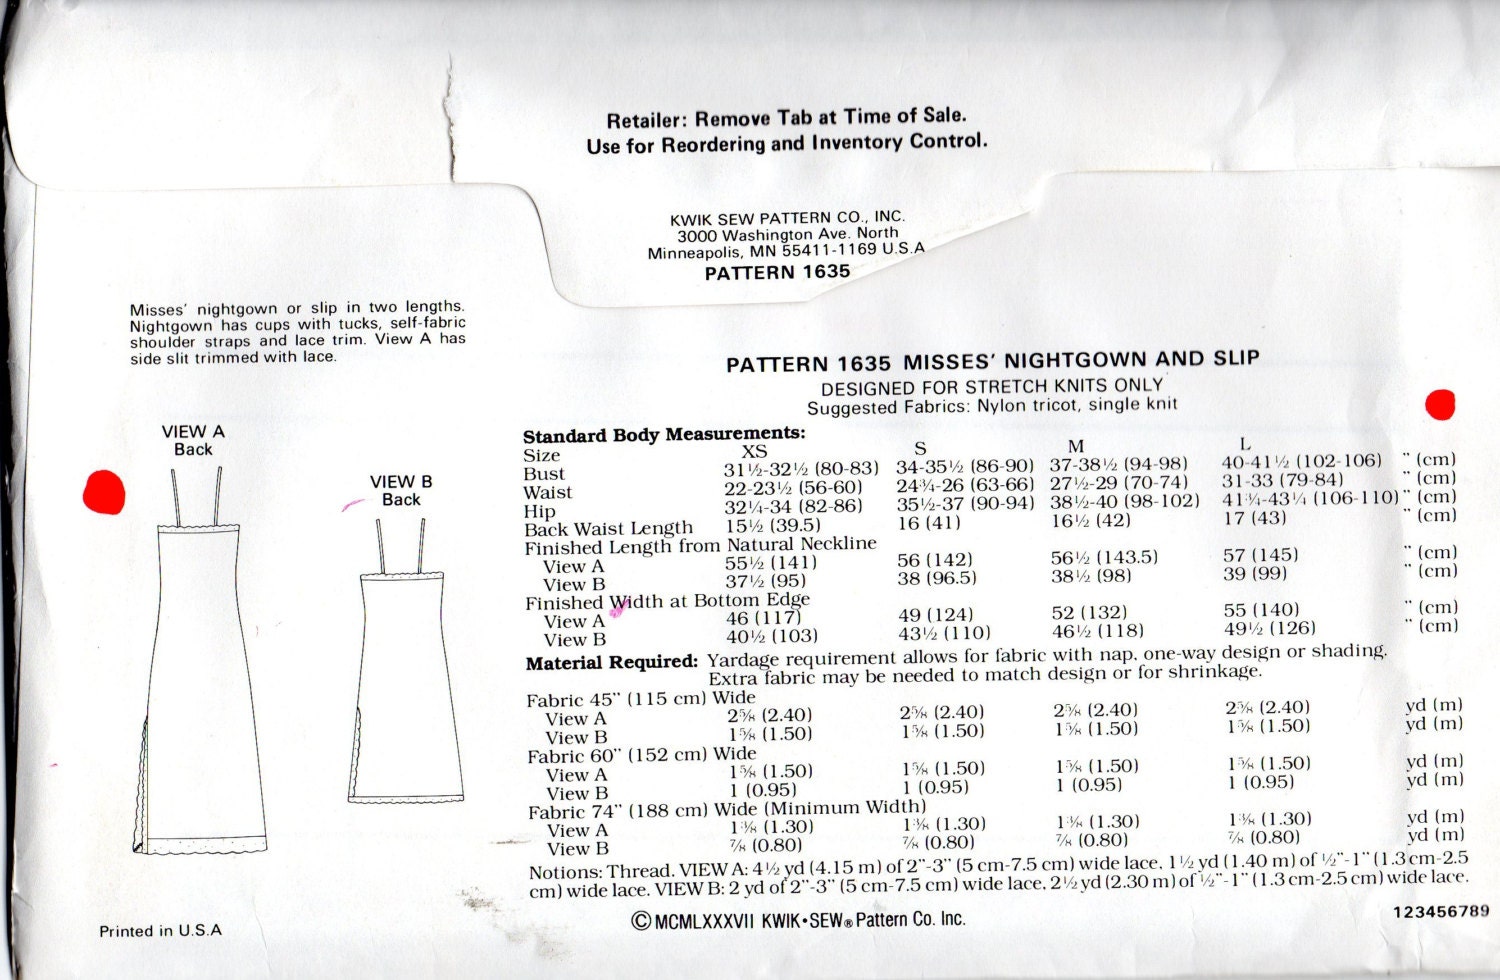 Retailer: Remove Tab at Time of Sale.
Use for Reordering and Inventory Control.
KWIK SEW PATTERN CO., INC.
3000 Washington Ave. North
Minneapolis, MN 55411-1169 U.S.A
PATTERN 1635
Misses' nightgown or slip in two lengths.
Nightgown has cups with tucks, self-fabric
shoulder straps and lace trim. View A has
side slit trimmed with lace.
VIEW A
Back
VIEW B
Back
PATTERN 1635 MISSES' NIGHTGOWN AND SLIP
DESIGNED FOR STRETCH KNITS ONLY
Suggested Fabrics: Nylon tricot, single knit
Standard Body Measurements:
Size XS S M L
Bust 31½-32½ (80-83) 34-35½ (86-90) 37-38½ (94-98) 40-41½ (102-106) " (cm)
Waist 22-23½ (56-60) 24¾-26 (63-66) 27½-29 (70-74) 31-33 (79-84) " (cm)
Hip 32¼-34 (82-86) 35½-37 (90-94) 38½-40 (98-102) 41¾-43¼ (106-110) " (cm)
Back Waist Length 15½ (39.5) 16 (41) 16½ (42) 17 (43) " (cm)
Finished Length from Natural Neckline
View A 55½ (141) 56 (142) 56½ (143.5) 57 (145) " (cm)
View B 37½ (95) 38 (96.5) 38½ (98) 39 (99) " (cm)
Finished Width at Bottom Edge
View A 46 (117) 49 (124) 52 (132) 55 (140) " (cm)
View B 40½ (103) 43½ (110) 46½ (118) 49½ (126) " (cm)
Material Required: Yardage requirement allows for fabric with nap, one-way design or shading.
Extra fabric may be needed to match design or for shrinkage.
Fabric 45" (115 cm) Wide
View A 2⅝ (2.40) 2⅝ (2.40) 2⅝ (2.40) 2⅝ (2.40) yd (m)
View B 1⅝ (1.50) 1⅝ (1.50) 1⅝ (1.50) 1⅝ (1.50) yd (m)
Fabric 60" (152 cm) Wide
View A 1⅝ (1.50) 1⅝ (1.50) 1⅝ (1.50) 1⅝ (1.50) yd (m)
View B 1 (0.95) 1 (0.95) 1 (0.95) 1 (0.95) yd (m)
Fabric 74" (188 cm) Wide (Minimum Width)
View A 1⅜ (1.30) 1⅜ (1.30) 1⅜ (1.30) 1⅜ (1.30) yd (m)
View B ⅞ (0.80) ⅞ (0.80) ⅞ (0.80) ⅞ (0.80) yd (m)
Notions: Thread. VIEW A: 4½ yd (4.15 m) of 2"-3" (5 cm-7.5 cm) wide lace, 1½ yd (1.40 m) of ½"-1" (1.3 cm-2.5
cm) wide lace. VIEW B: 2 yd of 2"-3" (5 cm-7.5 cm) wide lace, 2½ yd (2.30 m) of ½"-1" (1.3 cm-2.5 cm) wide lace.
Printed in U.S.A
© MCMLXXXVII KWIK•SEW® Pattern Co. Inc.
123456789